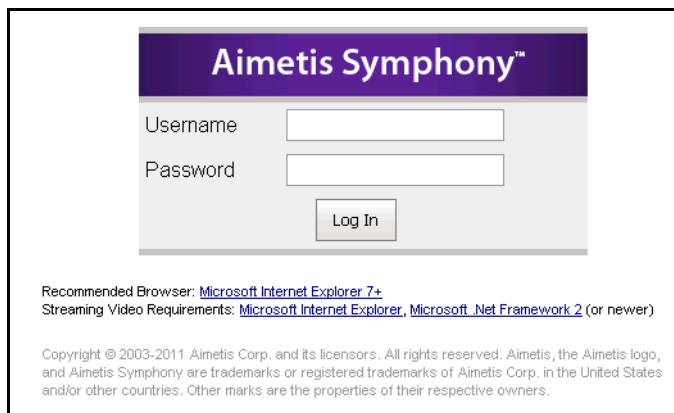 Aimetis Symphony™
Username
Password
Log In
Recommended Browser: Microsoft Internet Explorer 7+
Streaming Video Requirements: Microsoft Internet Explorer, Microsoft .Net Framework 2 (or newer)
Copyright © 2003-2011 Aimetis Corp. and its licensors. All rights reserved. Aimetis, the Aimetis logo,
and Aimetis Symphony are trademarks or registered trademarks of Aimetis Corp. in the United States
and/or other countries. Other marks are the properties of their respective owners.